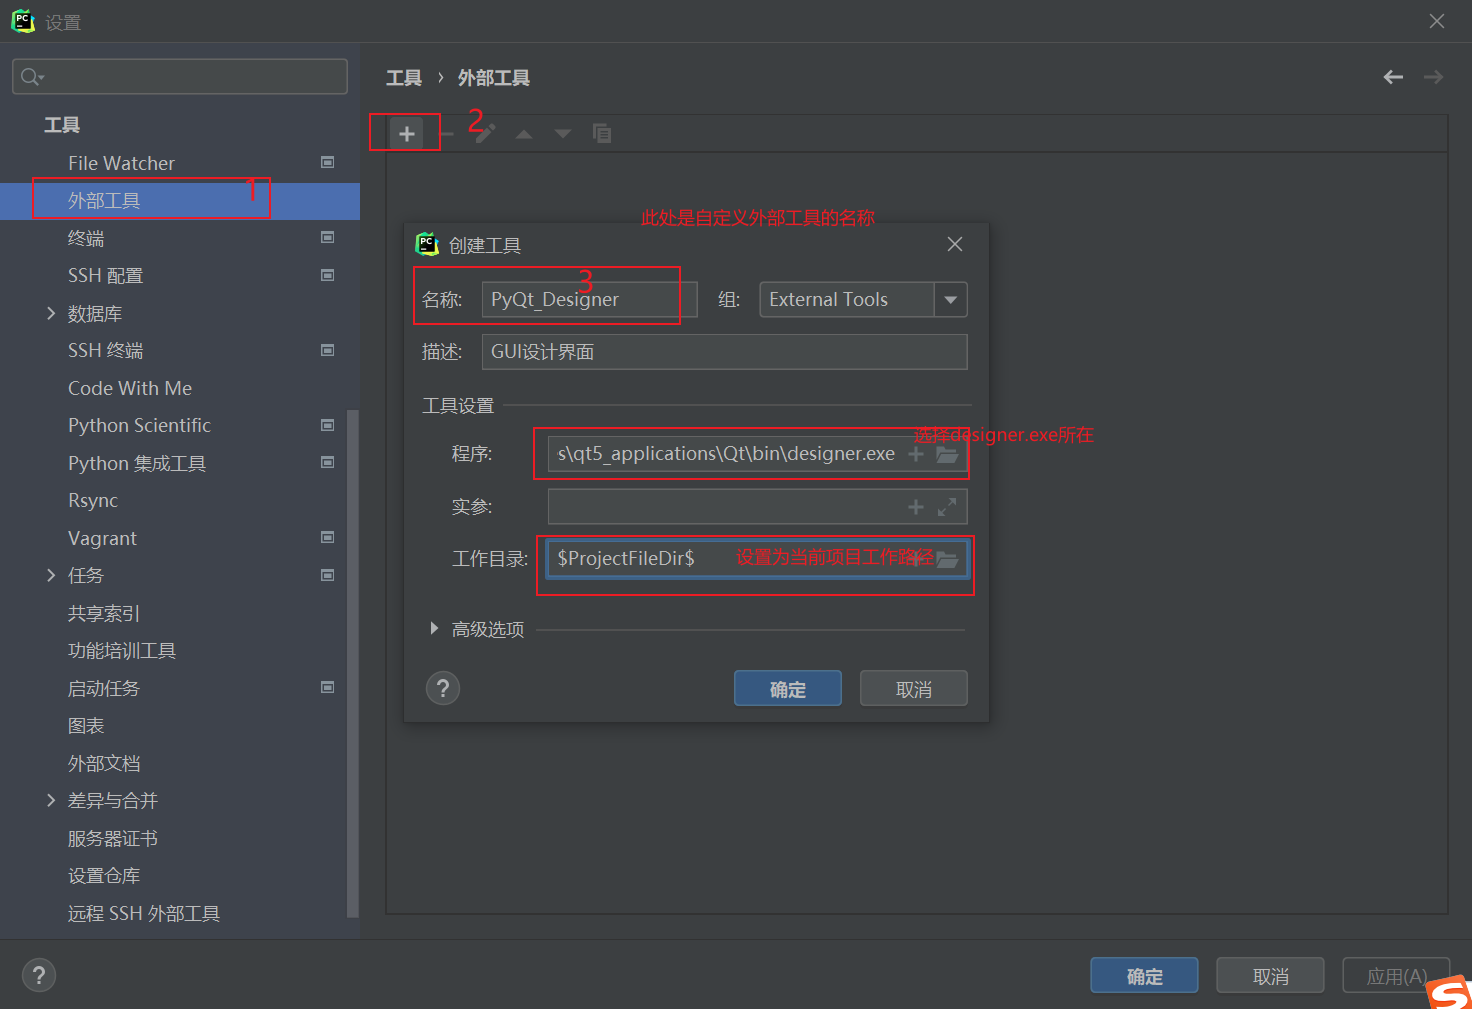 设置
工具 › 外部工具
工具
File Watcher
外部工具
1
终端
SSH 配置
数据库
SSH 终端
Code With Me
Python Scientific
Python 集成工具
Rsync
Vagrant
任务
共享索引
功能培训工具
启动任务
图表
外部文档
差异与合并
服务器证书
设置仓库
远程 SSH 外部工具
2
此处是自定义外部工具的名称
创建工具
3
名称: PyQt_Designer 组: External Tools
描述: GUI设计界面
工具设置
选择designer.exe所在
程序: s\qt5_applications\Qt\bin\designer.exe
实参:
工作目录: $ProjectFileDir$ 设置为当前项目工作路径
高级选项
? 确定 取消
? 确定 取消 应用(A)